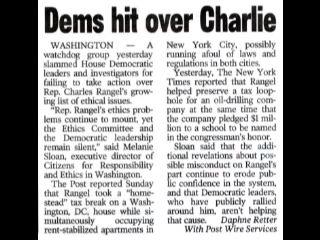 Dems hit over Charlie
WASHINGTON — A
watchdog group yesterday
slammed House Democratic
leaders and investigators for
failing to take action over
Rep. Charles Rangel's grow-
ing list of ethical issues.
"Rep. Rangel's ethics prob-
lems continue to mount, yet
the Ethics Committee and
the Democratic leadership
remain silent," said Melanie
Sloan, executive director of
Citizens for Responsibility
and Ethics in Washington.
The Post reported Sunday
that Rangel took a "home-
stead" tax break on a Wash-
ington, DC, house while si-
multaneously occupying
rent-stabilized apartments in
New York City, possibly
running afoul of laws and
regulations in both cities.
Yesterday, The New York
Times reported that Rangel
helped preserve a tax loop-
hole for an oil-drilling com-
pany at the same time that
the company pledged $1 mil-
lion to a school to be named
in the congressman's honor.
Sloan said that the addi-
tional revelations about pos-
sible misconduct on Rangel's
part continue to erode pub-
lic confidence in the system,
and that Democratic leaders,
who have publicly rallied
around him, aren't helping
that cause. Daphne Retter
With Post Wire Services